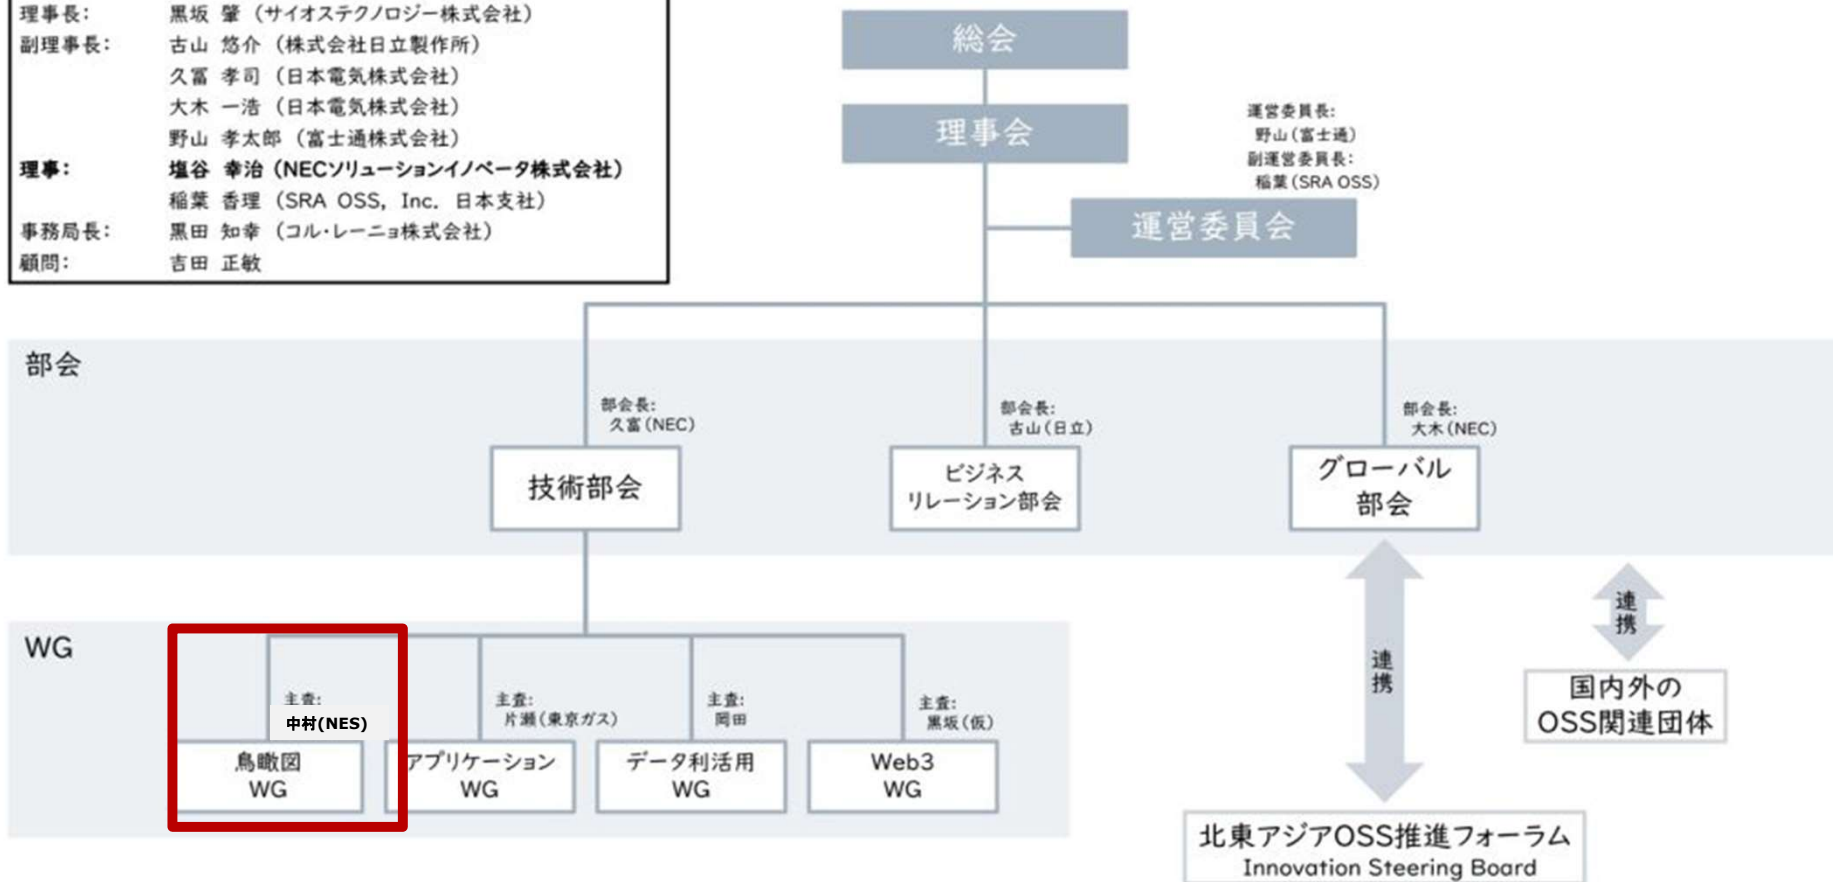 理事長: 黒坂 肇 (サイオステクノロジー株式会社)
副理事長: 古山 悠介 (株式会社日立製作所)
久冨 孝司 (日本電気株式会社)
大木 一浩 (日本電気株式会社)
野山 孝太郎 (富士通株式会社)
理事: 塩谷 幸治 (NECソリューションイノベータ株式会社)
稲葉 香理 (SRA OSS, Inc. 日本支社)
事務局長: 黒田 知幸 (コル・レーニョ株式会社)
顧問: 吉田 正敏
総会
理事会
運営委員長:
野山(富士通)
副運営委員長:
稲葉(SRA OSS)
運営委員会
部会
部会長:
久富(NEC)
技術部会
部会長:
古山(日立)
ビジネス
リレーション部会
部会長:
大木(NEC)
グローバル
部会
WG
主査:
中村(NES)
鳥瞰図
WG
主査:
片瀬(東京ガス)
アプリケーション
WG
主査:
岡田
データ利活用
WG
主査:
黒坂(仮)
Web3
WG
連携
連携
国内外の
OSS関連団体
北東アジアOSS推進フォーラム
Innovation Steering Board